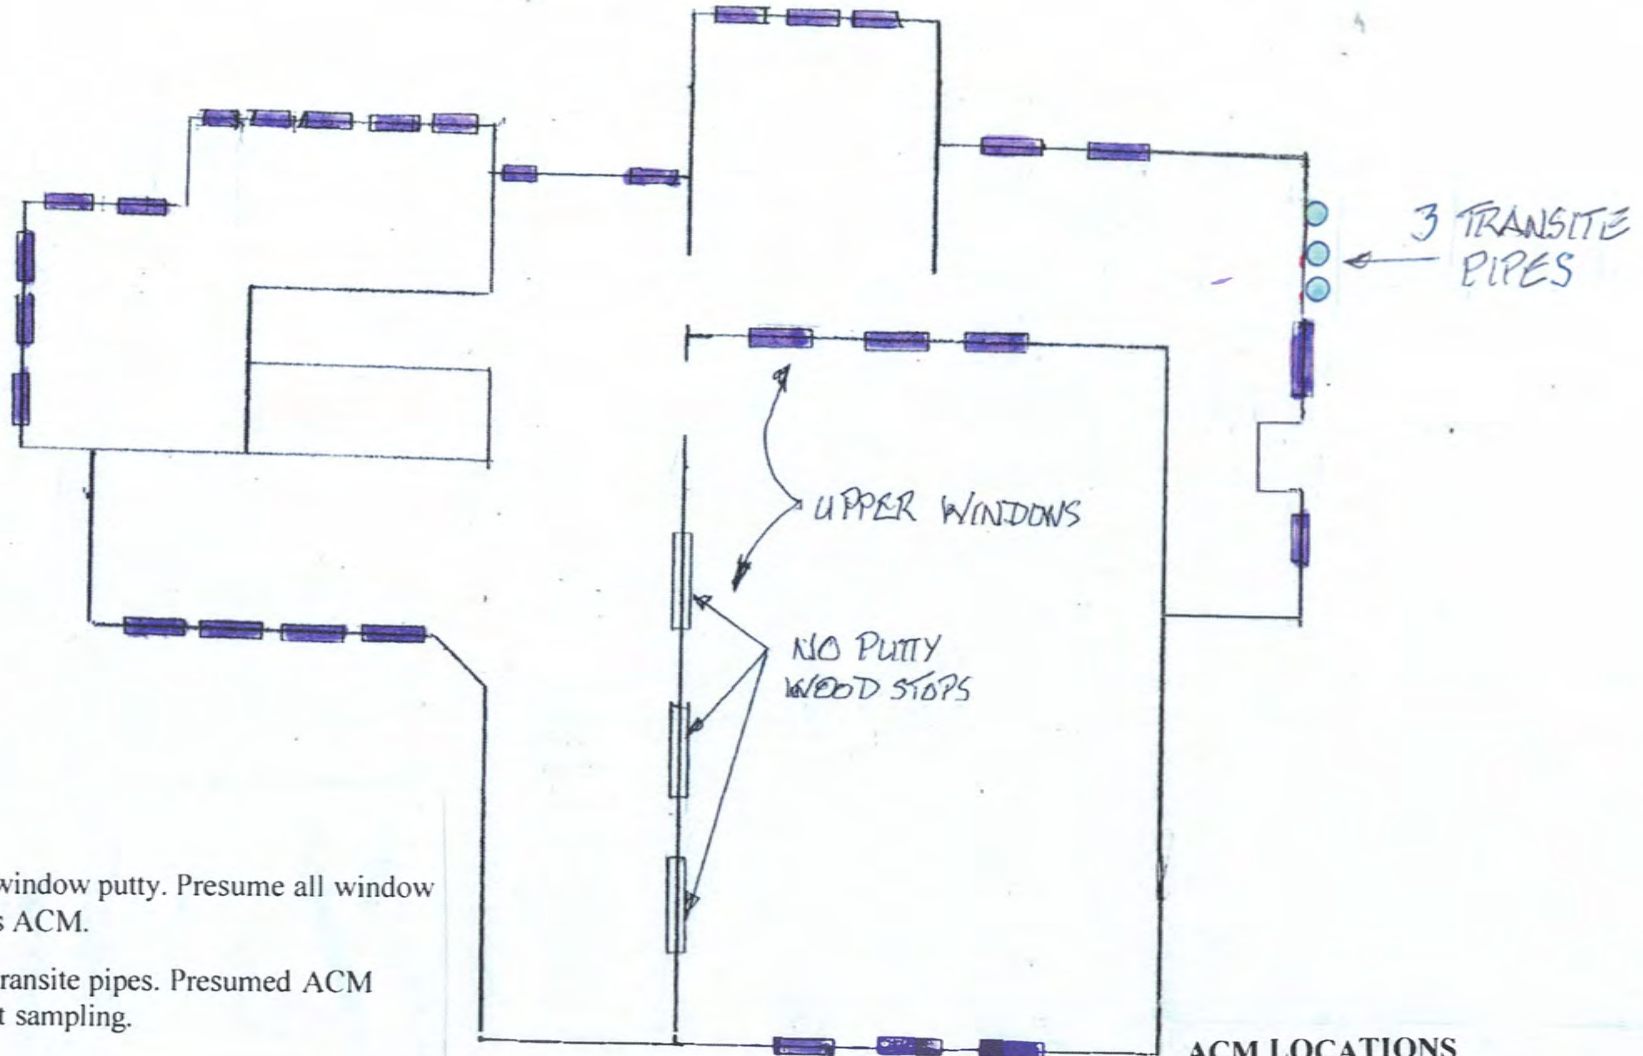 3 TRANSITE
PIPES
UPPER WINDOWS
NO PUTTY
WOOD STOPS
window putty. Presume all window
s ACM.
ransite pipes. Presumed ACM
t sampling.
ACM LOCATIONS